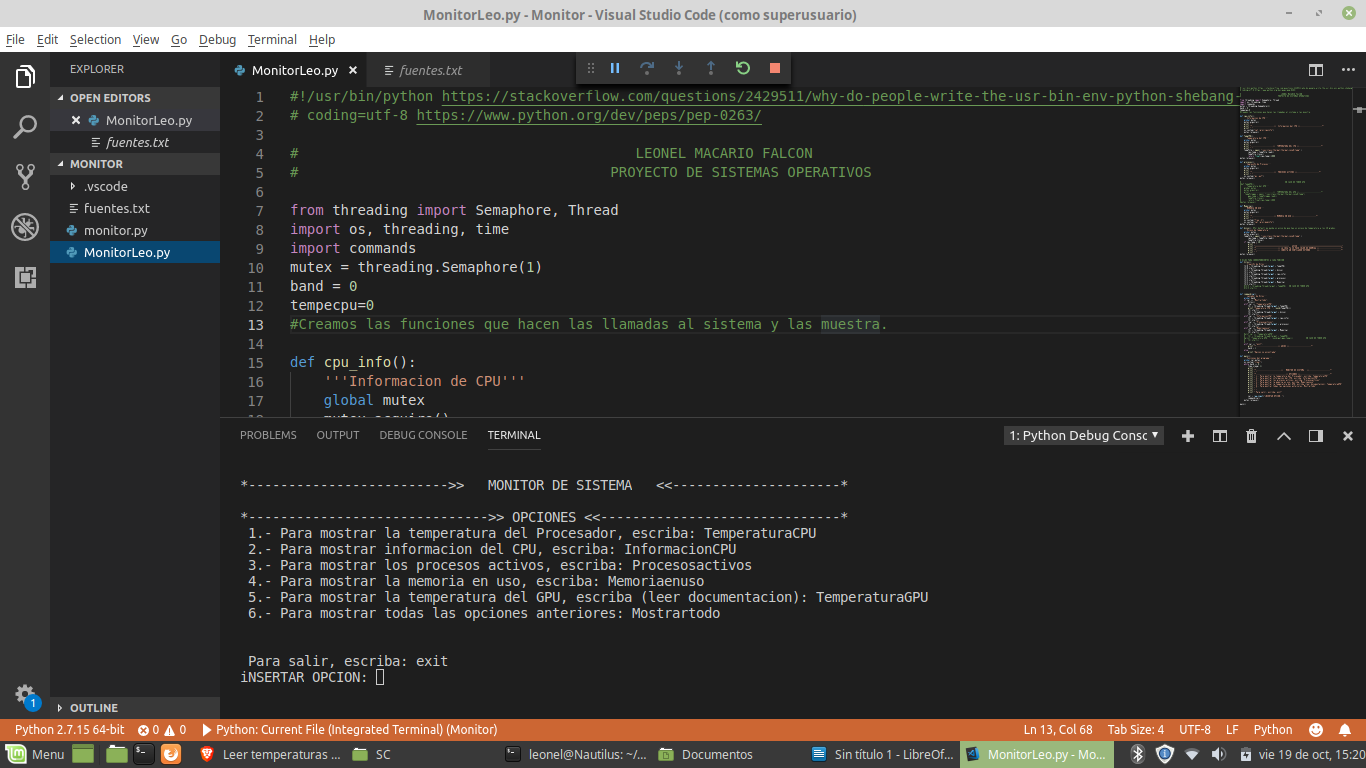 MonitorLeo.py - Monitor - Visual Studio Code (como superusuario)
File Edit Selection View Go Debug Terminal Help
EXPLORER
OPEN EDITORS
MonitorLeo.py
fuentes.txt
MONITOR
.vscode
fuentes.txt
monitor.py
MonitorLeo.py
OUTLINE
MonitorLeo.py fuentes.txt
1 #!/usr/bin/python https://stackoverflow.com/questions/2429511/why-do-people-write-the-usr-bin-env-python-shebang-
2 # coding=utf-8 https://www.python.org/dev/peps/pep-0263/
3
4 # LEONEL MACARIO FALCON
5 # PROYECTO DE SISTEMAS OPERATIVOS
6
7 from threading import Semaphore, Thread
8 import os, threading, time
9 import commands
10 mutex = threading.Semaphore(1)
11 band = 0
12 tempecpu=0
13 #Creamos las funciones que hacen las llamadas al sistema y las muestra.
14
15 def cpu_info():
16 '''Informacion de CPU'''
17 global mutex
18 mutex.acquire()
PROBLEMS OUTPUT DEBUG CONSOLE TERMINAL
1: Python Debug Consc
*------------------------->> MONITOR DE SISTEMA <<---------------------*
*------------------------------>> OPCIONES <<------------------------------*
1.- Para mostrar la temperatura del Procesador, escriba: TemperaturaCPU
2.- Para mostrar informacion del CPU, escriba: InformacionCPU
3.- Para mostrar los procesos activos, escriba: Procesosactivos
4.- Para mostrar la memoria en uso, escriba: Memoriaenuso
5.- Para mostrar la temperatura del GPU, escriba (leer documentacion): TemperaturaGPU
6.- Para mostrar todas las opciones anteriores: Mostrartodo
Para salir, escriba: exit
iNSERTAR OPCION:
1
Python 2.7.15 64-bit 0 0 Python: Current File (Integrated Terminal) (Monitor) Ln 13, Col 68 Tab Size: 4 UTF-8 LF Python
Menu Leer temperaturas ... SC leonel@Nautilus: ~/... Documentos Sin título 1 - LibreOf... MonitorLeo.py - Mo... vie 19 de oct, 15:20